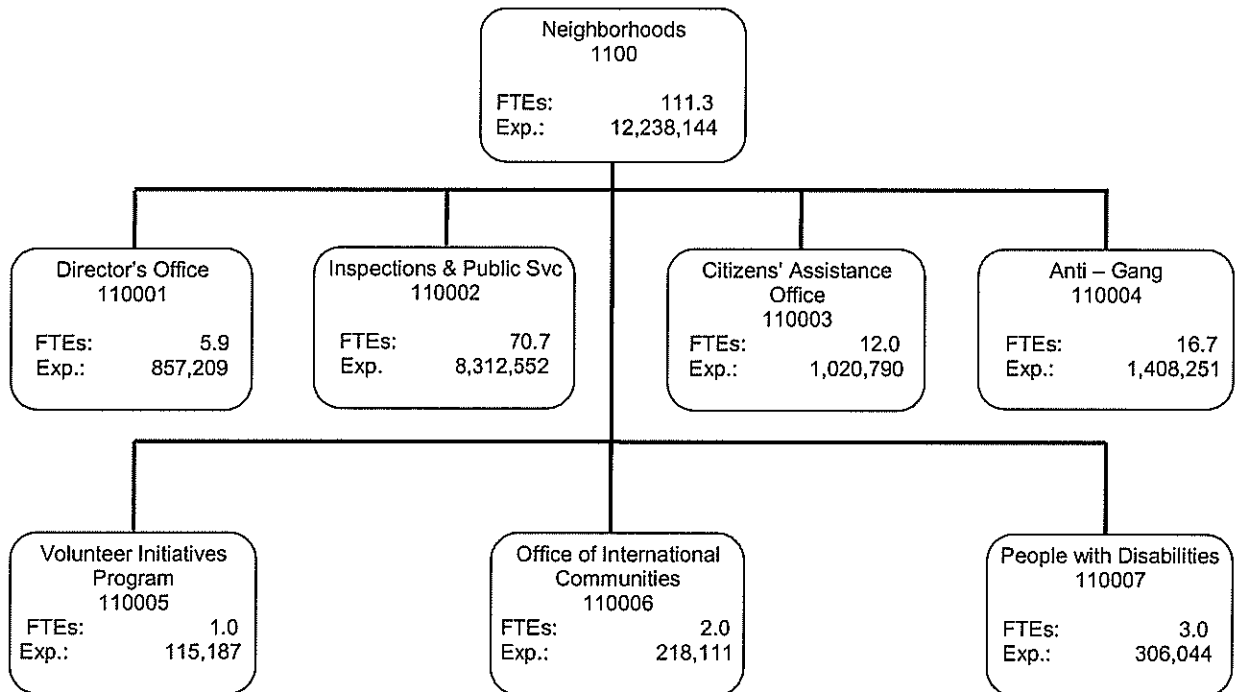 Neighborhoods
1100
FTEs: 111.3
Exp.: 12,238,144
Director's Office
110001
FTEs: 5.9
Exp.: 857,209
Inspections & Public Svc
110002
FTEs: 70.7
Exp. 8,312,552
Citizens' Assistance
Office
110003
FTEs: 12.0
Exp.: 1,020,790
Anti – Gang
110004
FTEs: 16.7
Exp.: 1,408,251
Volunteer Initiatives
Program
110005
FTEs: 1.0
Exp.: 115,187
Office of International
Communities
110006
FTEs: 2.0
Exp.: 218,111
People with Disabilities
110007
FTEs: 3.0
Exp.: 306,044